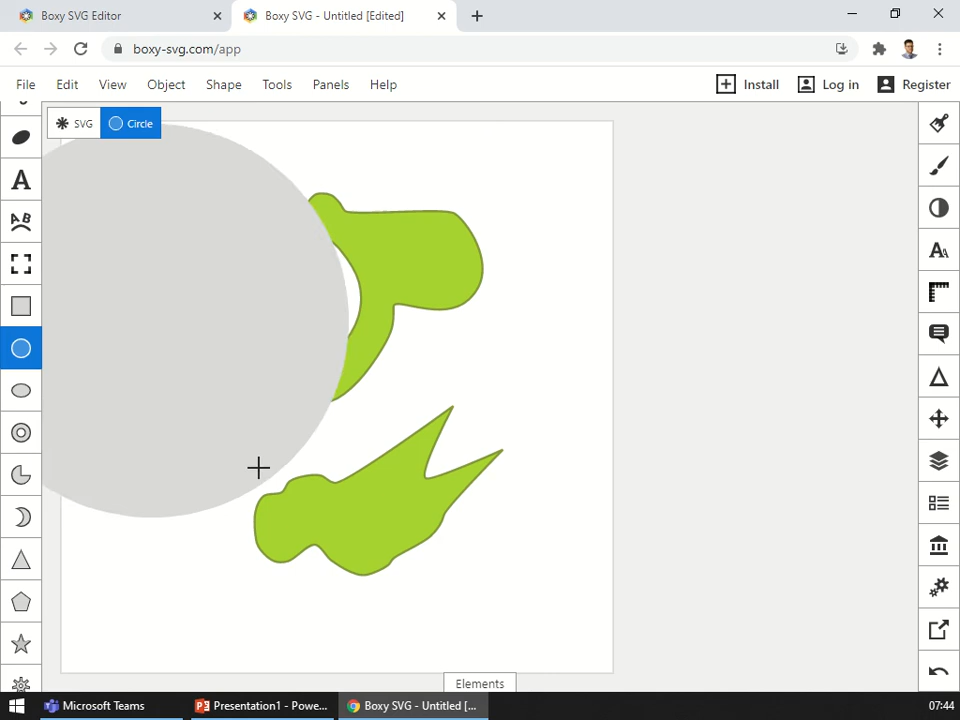 Boxy SVG Editor
Boxy SVG - Untitled [Edited]
boxy-svg.com/app
File Edit View Object Shape Tools Panels Help
Install Log in Register
SVG Circle
A
A B
AA
Elements
Microsoft Teams
Presentation1 - Powe...
Boxy SVG - Untitled [...
07:44